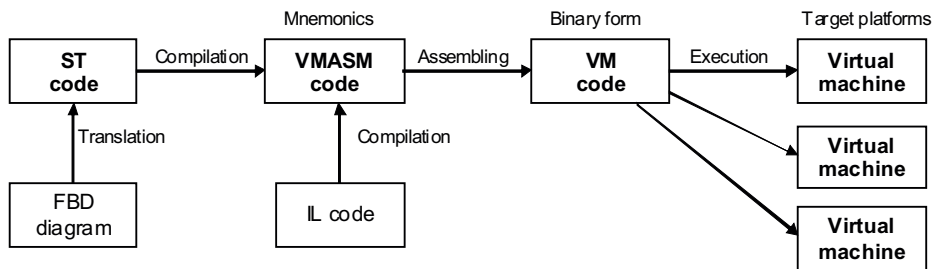 Mnemonics
Binary form
Target platforms
ST
code
Compilation
VMASM
code
Assembling
VM
code
Execution
Virtual
machine
Translation
Compilation
Virtual
machine
FBD
diagram
IL code
Virtual
machine